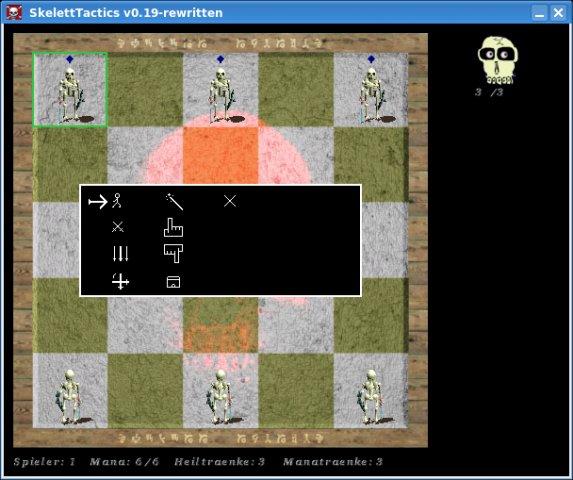 SkelettTactics v0.19-rewritten
3 /3
Spieler: 1 Mana: 6/6 Heiltraenke: 3 Manatraenke: 3